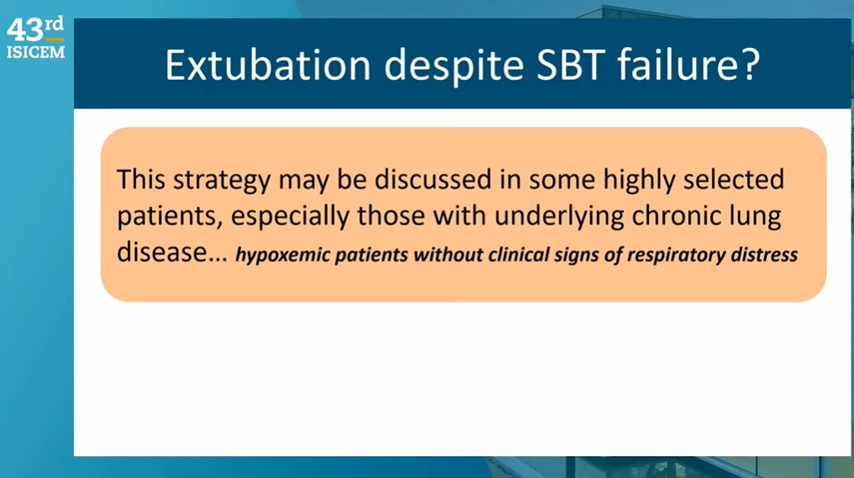 43rd
ISICEM
Extubation despite SBT failure?
This strategy may be discussed in some highly selected
patients, especially those with underlying chronic lung
disease... hypoxemic patients without clinical signs of respiratory distress